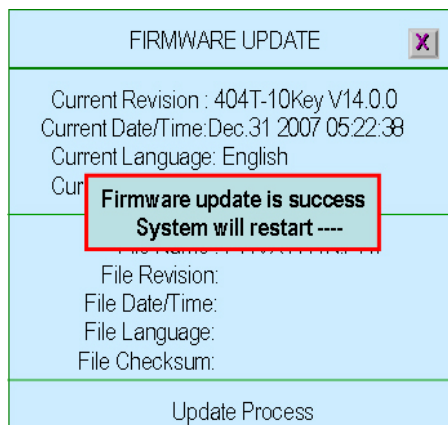 FIRMWARE UPDATE
X
Current Revision : 404T-10Key V14.0.0
Current Date/Time:Dec.31 2007 05:22:38
Current Language: English
Firmware update is success
System will restart ----
File Revision:
File Date/Time:
File Language:
File Checksum:
Update Process